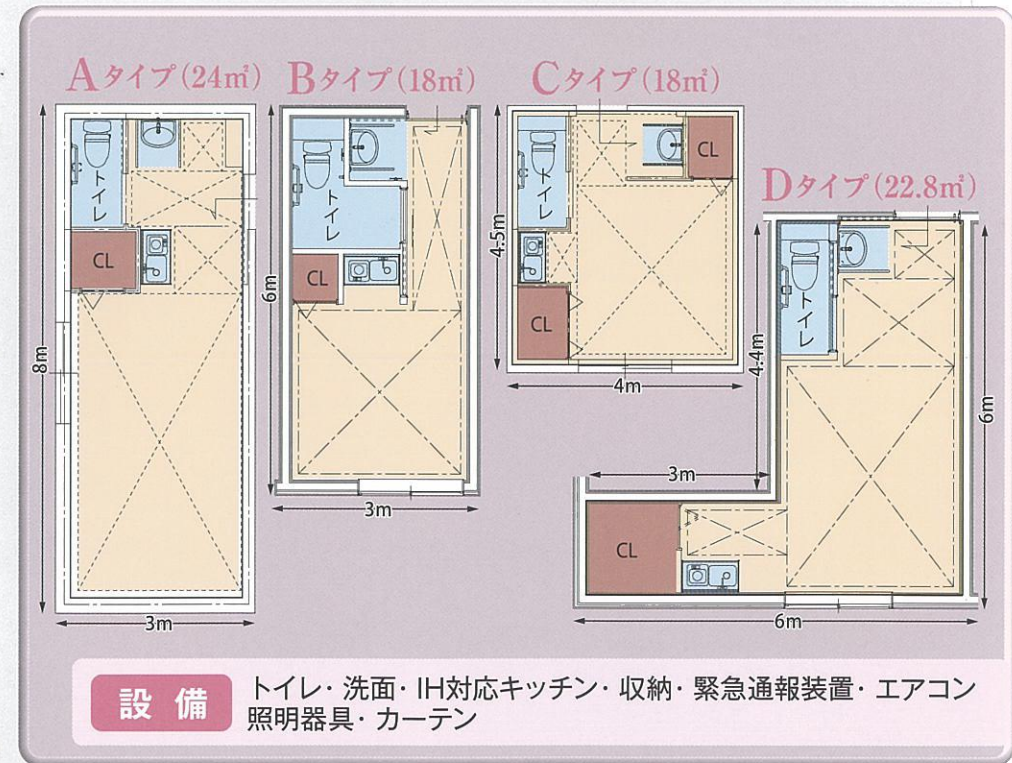 Aタイプ(24㎡)
Bタイプ(18㎡)
Cタイプ(18㎡)
Dタイプ(22.8㎡)
トイレ
CL
8m
3m
トイレ
CL
6m
3m
トイレ
CL
CL
4.5m
4m
トイレ
CL
4.4m
3m
6m
6m
設備
トイレ・洗面・IH対応キッチン・収納・緊急通報装置・エアコン
照明器具・カーテン